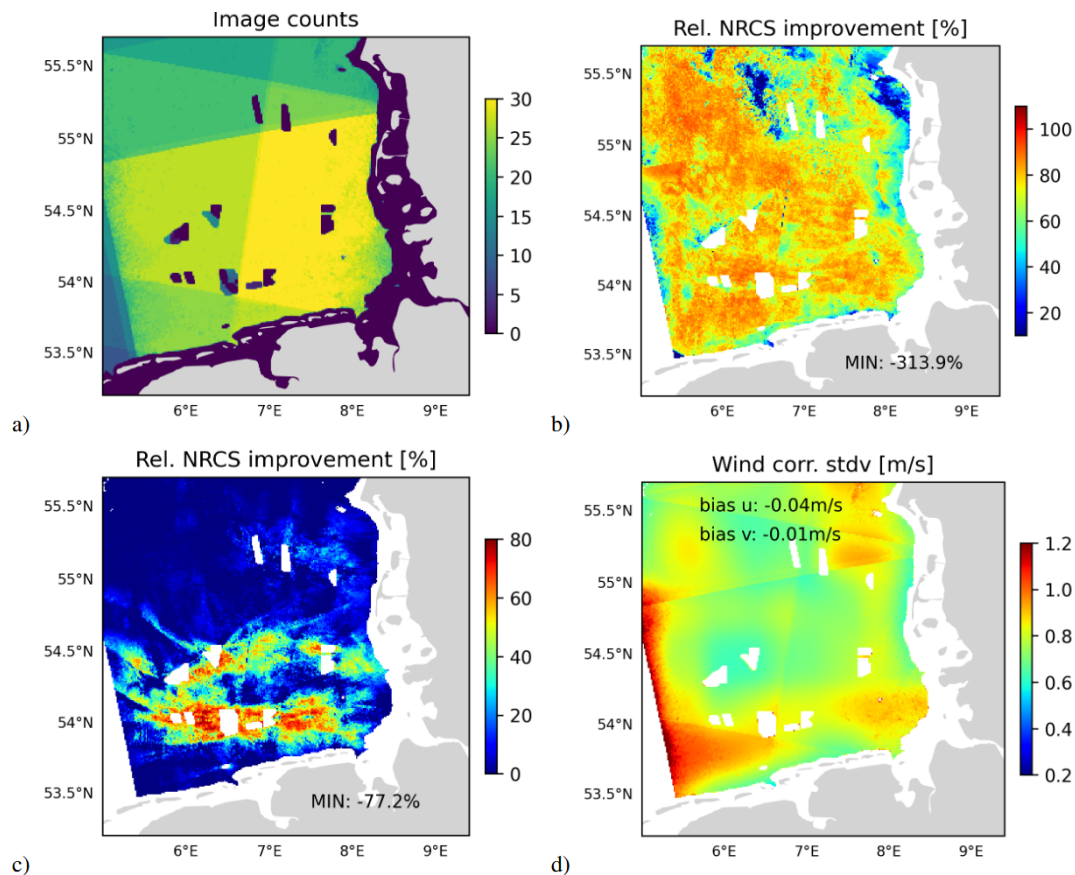 Image counts
55.5°N
55°N
54.5°N
54°N
53.5°N
6°E
7°E
8°E
9°E
30
25
20
15
10
5
0
a)
Rel. NRCS improvement [%]
55.5°N
55°N
54.5°N
54°N
53.5°N
6°E
7°E
8°E
9°E
MIN: -313.9%
100
80
60
40
20
b)
Rel. NRCS improvement [%]
55.5°N
55°N
54.5°N
54°N
53.5°N
6°E
7°E
8°E
9°E
MIN: -77.2%
80
60
40
20
0
c)
Wind corr. stdv [m/s]
bias u: -0.04m/s
bias v: -0.01m/s
55.5°N
55°N
54.5°N
54°N
53.5°N
6°E
7°E
8°E
9°E
1.2
1.0
0.8
0.6
0.4
0.2
d)